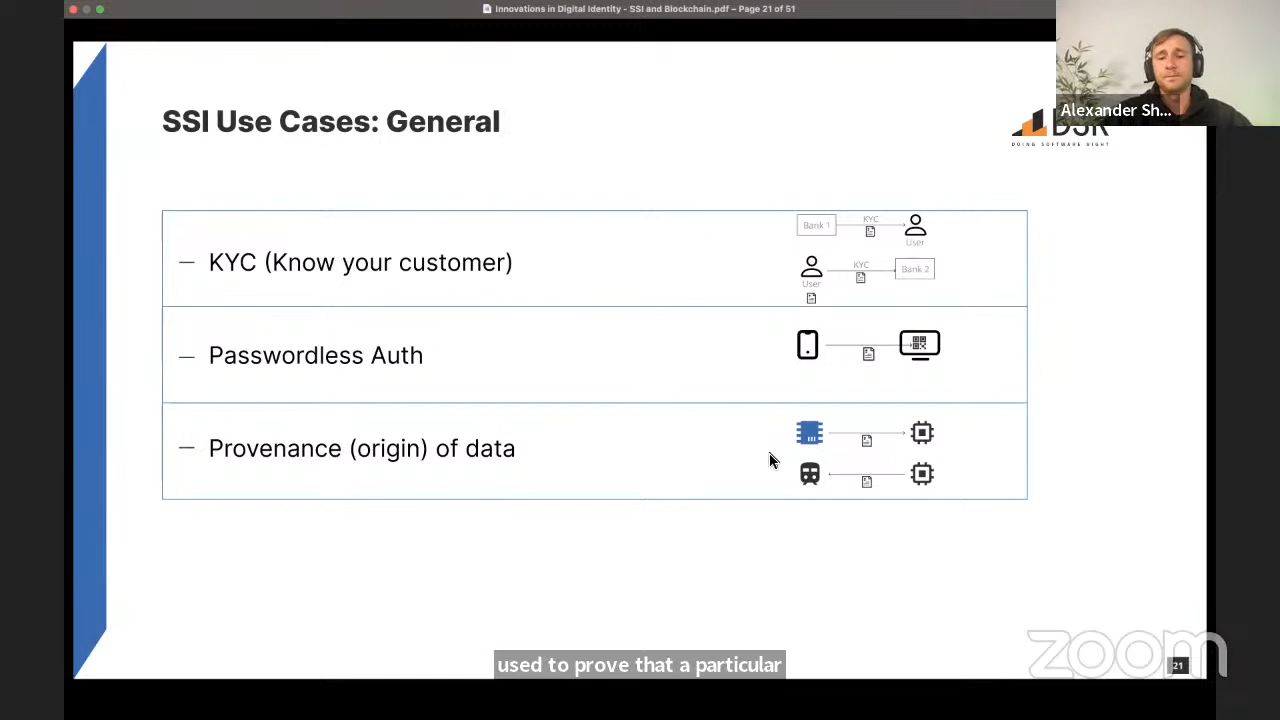 Innovations in Digital Identity - SSI and Blockchain.pdf – Page 21 of 51
Alexander Sh...
SSI Use Cases: General
DSR
DOING SOFTWARE RIGHT
— KYC (Know your customer)
Bank 1
KYC
User
KYC
Bank 2
User
— Passwordless Auth
— Provenance (origin) of data
used to prove that a particular
zoom
21